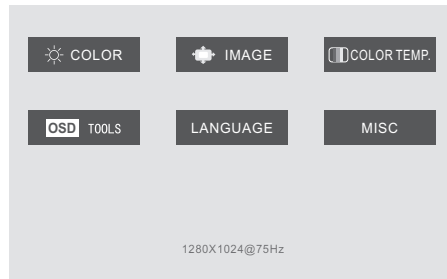 COLOR IMAGE COLOR TEMP.
OSD TOOLS LANGUAGE MISC
1280X1024@75Hz